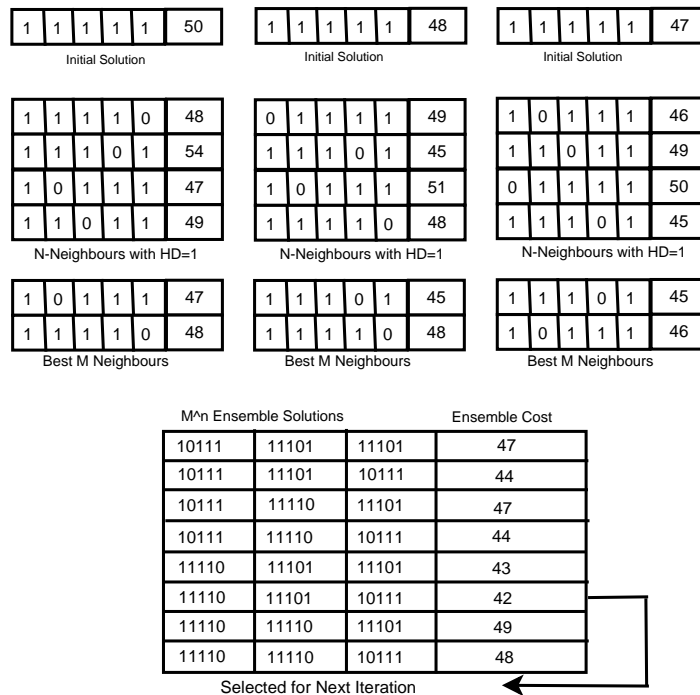 1 1 1 1 1 50
Initial Solution
1 1 1 1 0 48
1 1 1 0 1 54
1 0 1 1 1 47
1 1 0 1 1 49
N-Neighbours with HD=1
1 0 1 1 1 47
1 1 1 1 0 48
Best M Neighbours
1 1 1 1 1 48
Initial Solution
0 1 1 1 1 49
1 1 1 0 1 45
1 0 1 1 1 51
1 1 1 1 0 48
N-Neighbours with HD=1
1 1 1 0 1 45
1 1 1 1 0 48
Best M Neighbours
1 1 1 1 1 47
Initial Solution
1 0 1 1 1 46
1 1 0 1 1 49
0 1 1 1 1 50
1 1 1 0 1 45
N-Neighbours with HD=1
1 1 1 0 1 45
1 0 1 1 1 46
Best M Neighbours
M^n Ensemble Solutions Ensemble Cost
10111 11101 11101 47
10111 11101 10111 44
10111 11110 11101 47
10111 11110 10111 44
11110 11101 11101 43
11110 11101 10111 42
11110 11110 11101 49
11110 11110 10111 48
Selected for Next Iteration